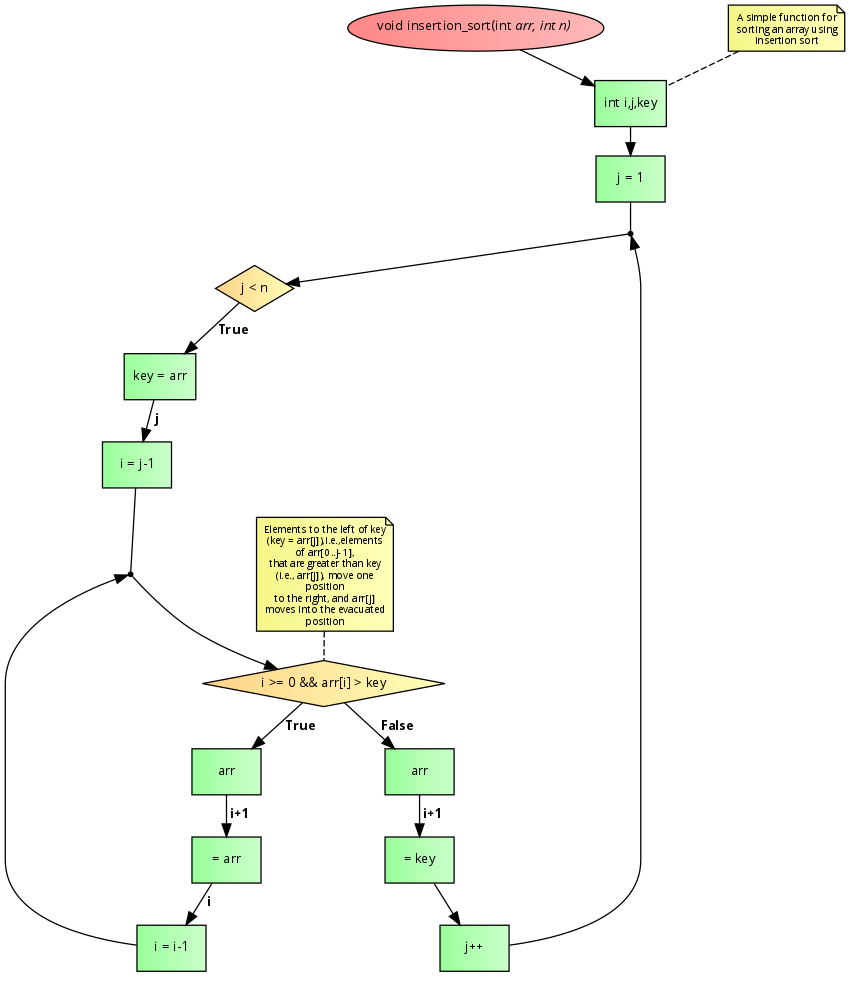 void insertion_sort(int arr, int n)
A simple function for
sorting an array using
insertion sort
int i,j,key
j = 1
j < n
True
key = arr
j
i = j-1
Elements to the left of key
(key = arr[j]),i.e.,elements
of arr[0..j-1],
that are greater than key
(i.e., arr[j]), move one
position
to the right, and arr[j]
moves into the evacuated
position
i >= 0 && arr[i] > key
True
False
arr
arr
i+1
i+1
= arr
= key
i
i = i-1
j++